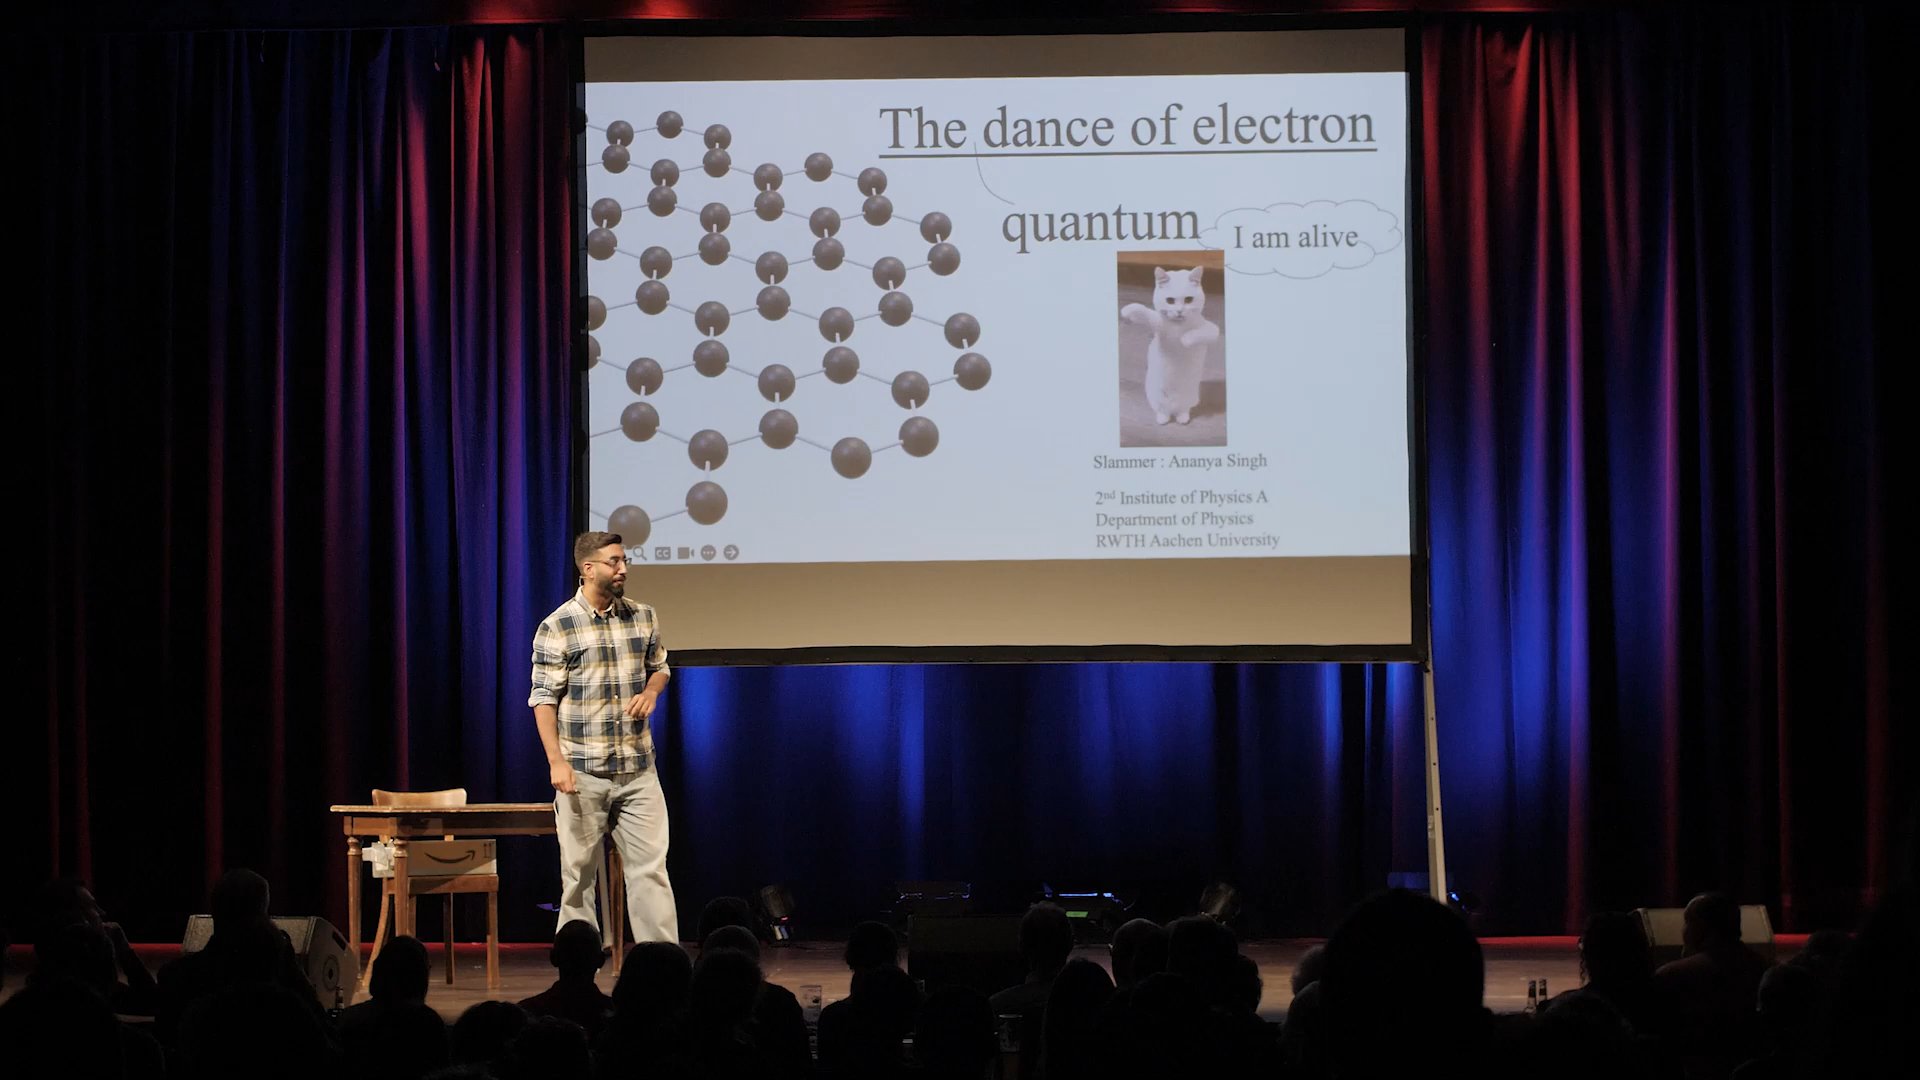 The dance of electron
quantum
I am alive
Slammer : Ananya Singh
2nd Institute of Physics A
Department of Physics
RWTH Aachen University
CC